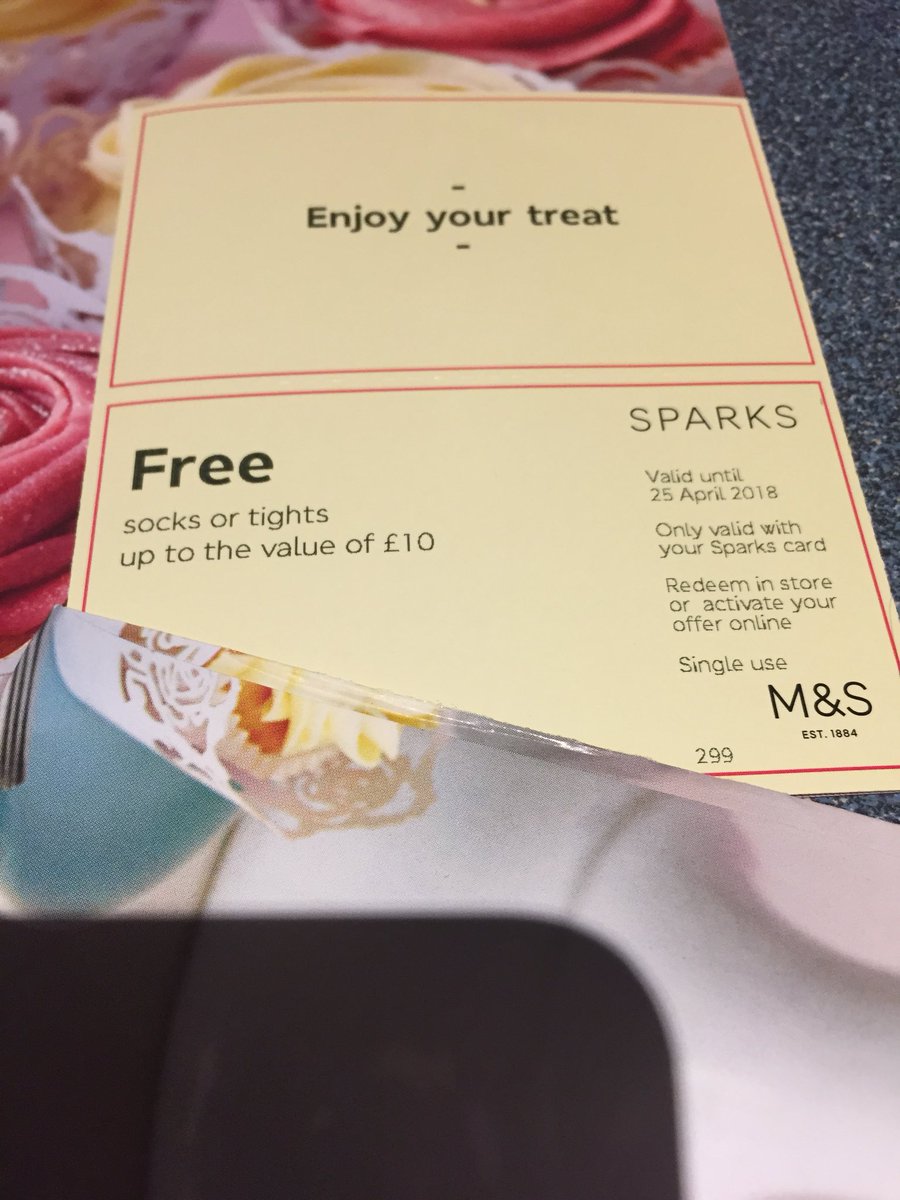 -
Enjoy your treat
-
SPARKS
Free
socks or tights
up to the value of £10
Valid until
25 April 2018
Only valid with
your Sparks card
Redeem in store
or activate your
offer online
Single use
M&S
EST. 1884
299